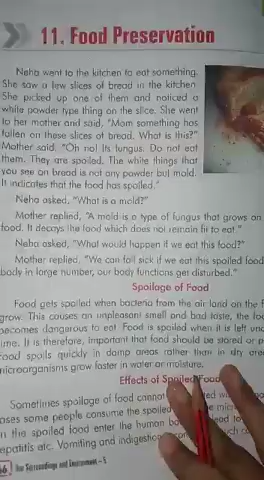 11. Food Preservation
Neha went to the kitchen to eat something.
She saw a few slices of bread in the kitchen
She picked up one of them and noticed a
while powder type thing on the slice. She went
to her mother and said, "Mom something has
fallen on these slices of bread. What is this?"
Mother said, "Oh no! Its fungus. Do not eat
them. They are spoiled. The white things that
you see on bread is not any powder but mold.
It indicates that the food has spoiled."
Neha asked, "What is a mold?"
Mother replied, "A mold is a type of fungus that grows on
food. It decays the food which does not remain fit to eat."
Neha asked, "What would happen if we eat this food?"
Mother replied, "We can fall sick if we eat this spoiled food
body in large number, our body functions get disturbed."
Spoilage of Food
Food gets spoiled when bacteria from the air land on the f
grow. This causes an unpleasant smell and bad taste, the foo
becomes dangerous to eat. Food is spoiled when it is left unc
ime. It is therefore, important that food should be stored or p
Food spoils quickly in damp areas rather than in dry are
microorganisms grow faster in water or moisture.
Effects of Spoiled Food
Sometimes spoilage of food cannot
ases some people consume the spoiled
n the spoiled food enter the human
epatitis etc. Vomiting and indigestion
66 Our Surroundings and Environment - 5